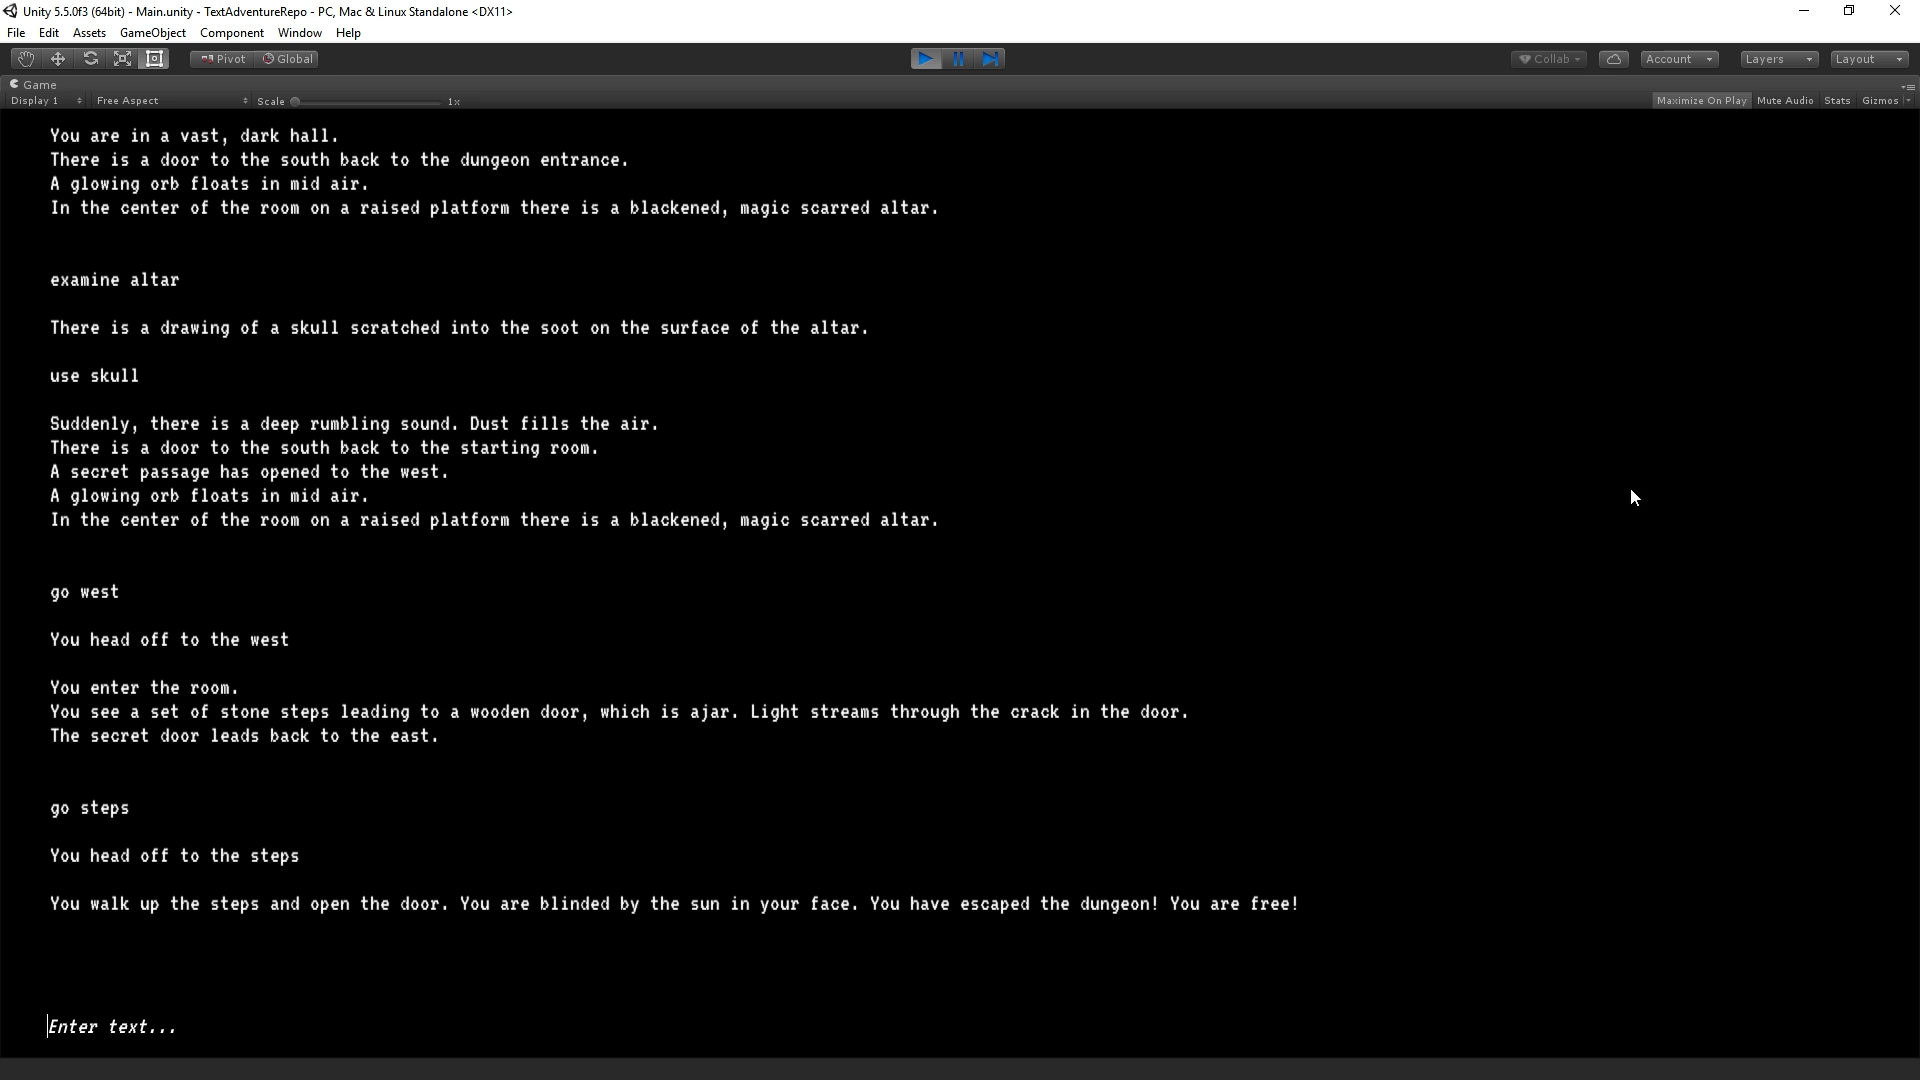 Unity 5.5.0f3 (64bit) - Main.unity - TextAdventureRepo - PC, Mac & Linux Standalone <DX11>
File Edit Assets GameObject Component Window Help
Pivot Global Collab Account Layers Layout
Game
Display 1 Free Aspect Scale 1x Maximize On Play Mute Audio Stats Gizmos
You are in a vast, dark hall.
There is a door to the south back to the dungeon entrance.
A glowing orb floats in mid air.
In the center of the room on a raised platform there is a blackened, magic scarred altar.
examine altar
There is a drawing of a skull scratched into the soot on the surface of the altar.
use skull
Suddenly, there is a deep rumbling sound. Dust fills the air.
There is a door to the south back to the starting room.
A secret passage has opened to the west.
A glowing orb floats in mid air.
In the center of the room on a raised platform there is a blackened, magic scarred altar.
go west
You head off to the west
You enter the room.
You see a set of stone steps leading to a wooden door, which is ajar. Light streams through the crack in the door.
The secret door leads back to the east.
go steps
You head off to the steps
You walk up the steps and open the door. You are blinded by the sun in your face. You have escaped the dungeon! You are free!
Enter text...